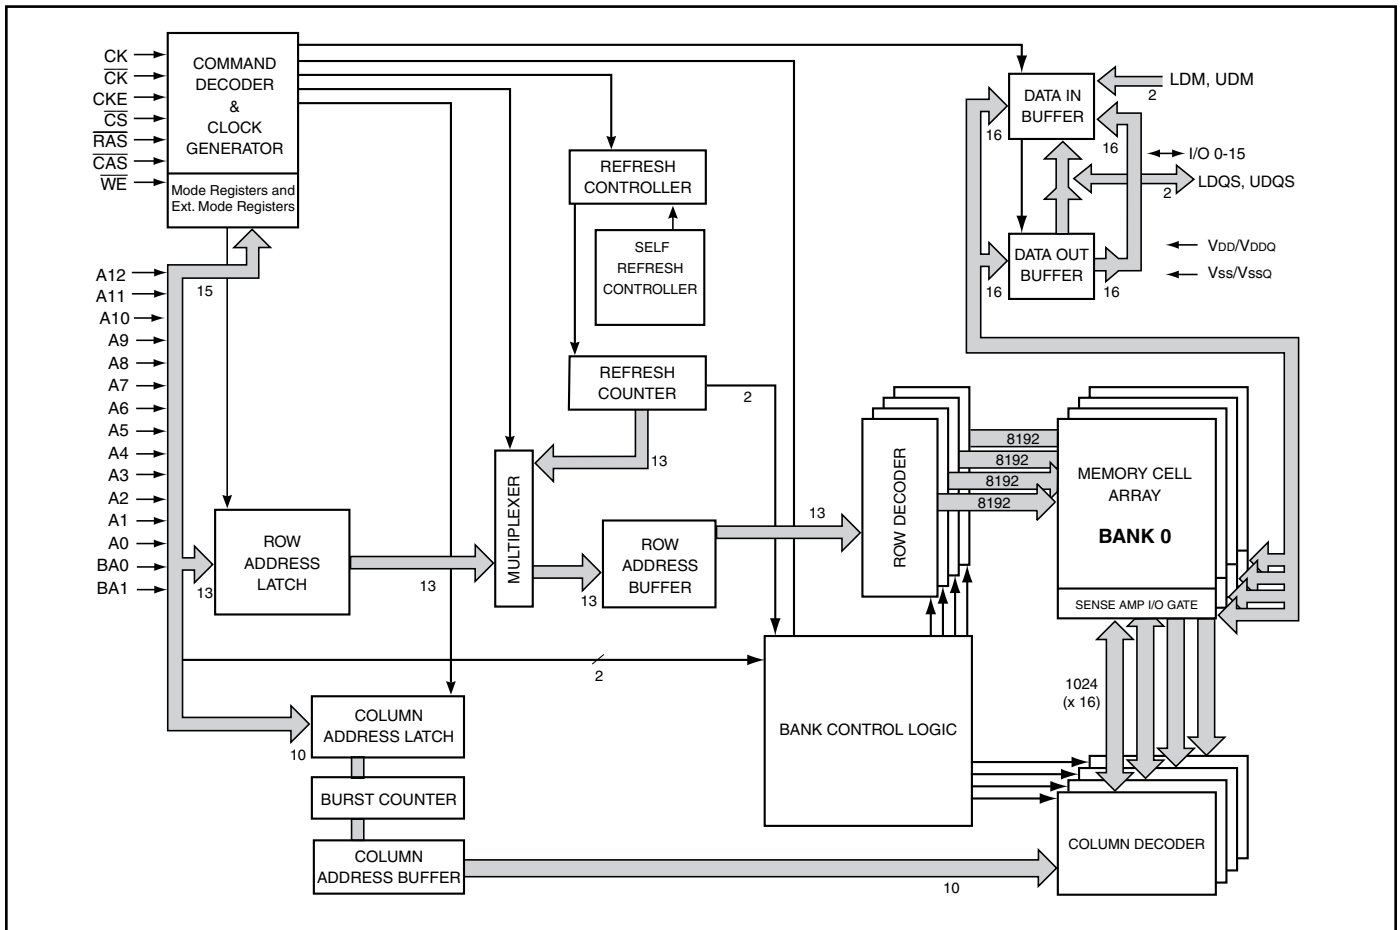 CK
C̅K̅
CKE
C̅S̅
R̅A̅S̅
C̅A̅S̅
W̅E̅
COMMAND
DECODER
&
CLOCK
GENERATOR
Mode Registers and
Ext. Mode Registers
A12
A11
A10
A9
A8
A7
A6
A5
A4
A3
A2
A1
A0
BA0
BA1
15
13
ROW
ADDRESS
LATCH
13
MULTIPLEXER
13
REFRESH
CONTROLLER
SELF
REFRESH
CONTROLLER
REFRESH
COUNTER
2
13
ROW
ADDRESS
BUFFER
13
2
10
COLUMN
ADDRESS LATCH
BURST COUNTER
COLUMN
ADDRESS BUFFER
10
BANK CONTROL LOGIC
ROW DECODER
8192
8192
8192
8192
MEMORY CELL
ARRAY
BANK 0
SENSE AMP I/O GATE
1024
(x 16)
COLUMN DECODER
DATA IN
BUFFER
LDM, UDM
2
16
16
I/O 0-15
LDQS, UDQS
2
DATA OUT
BUFFER
16
16
VDD/VDDQ
Vss/VssQ